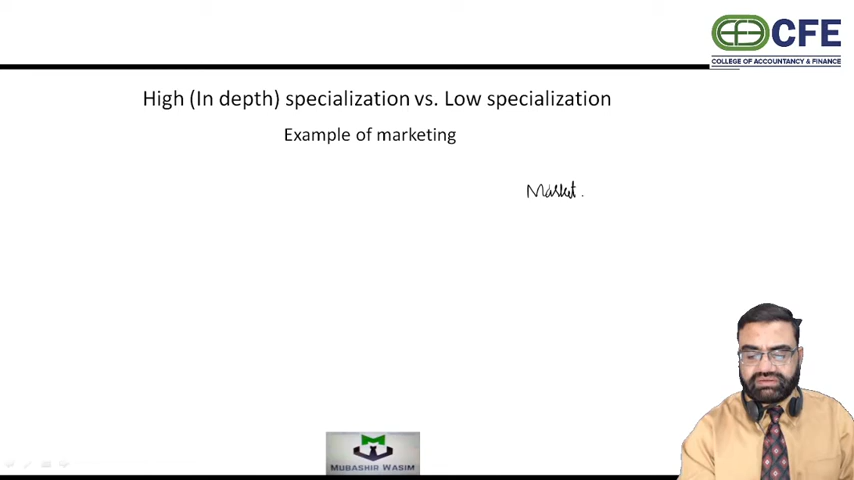 CFE
COLLEGE OF ACCOUNTANCY & FINANCE
High (In depth) specialization vs. Low specialization
Example of marketing
Market.
MUBASHIR WASIM